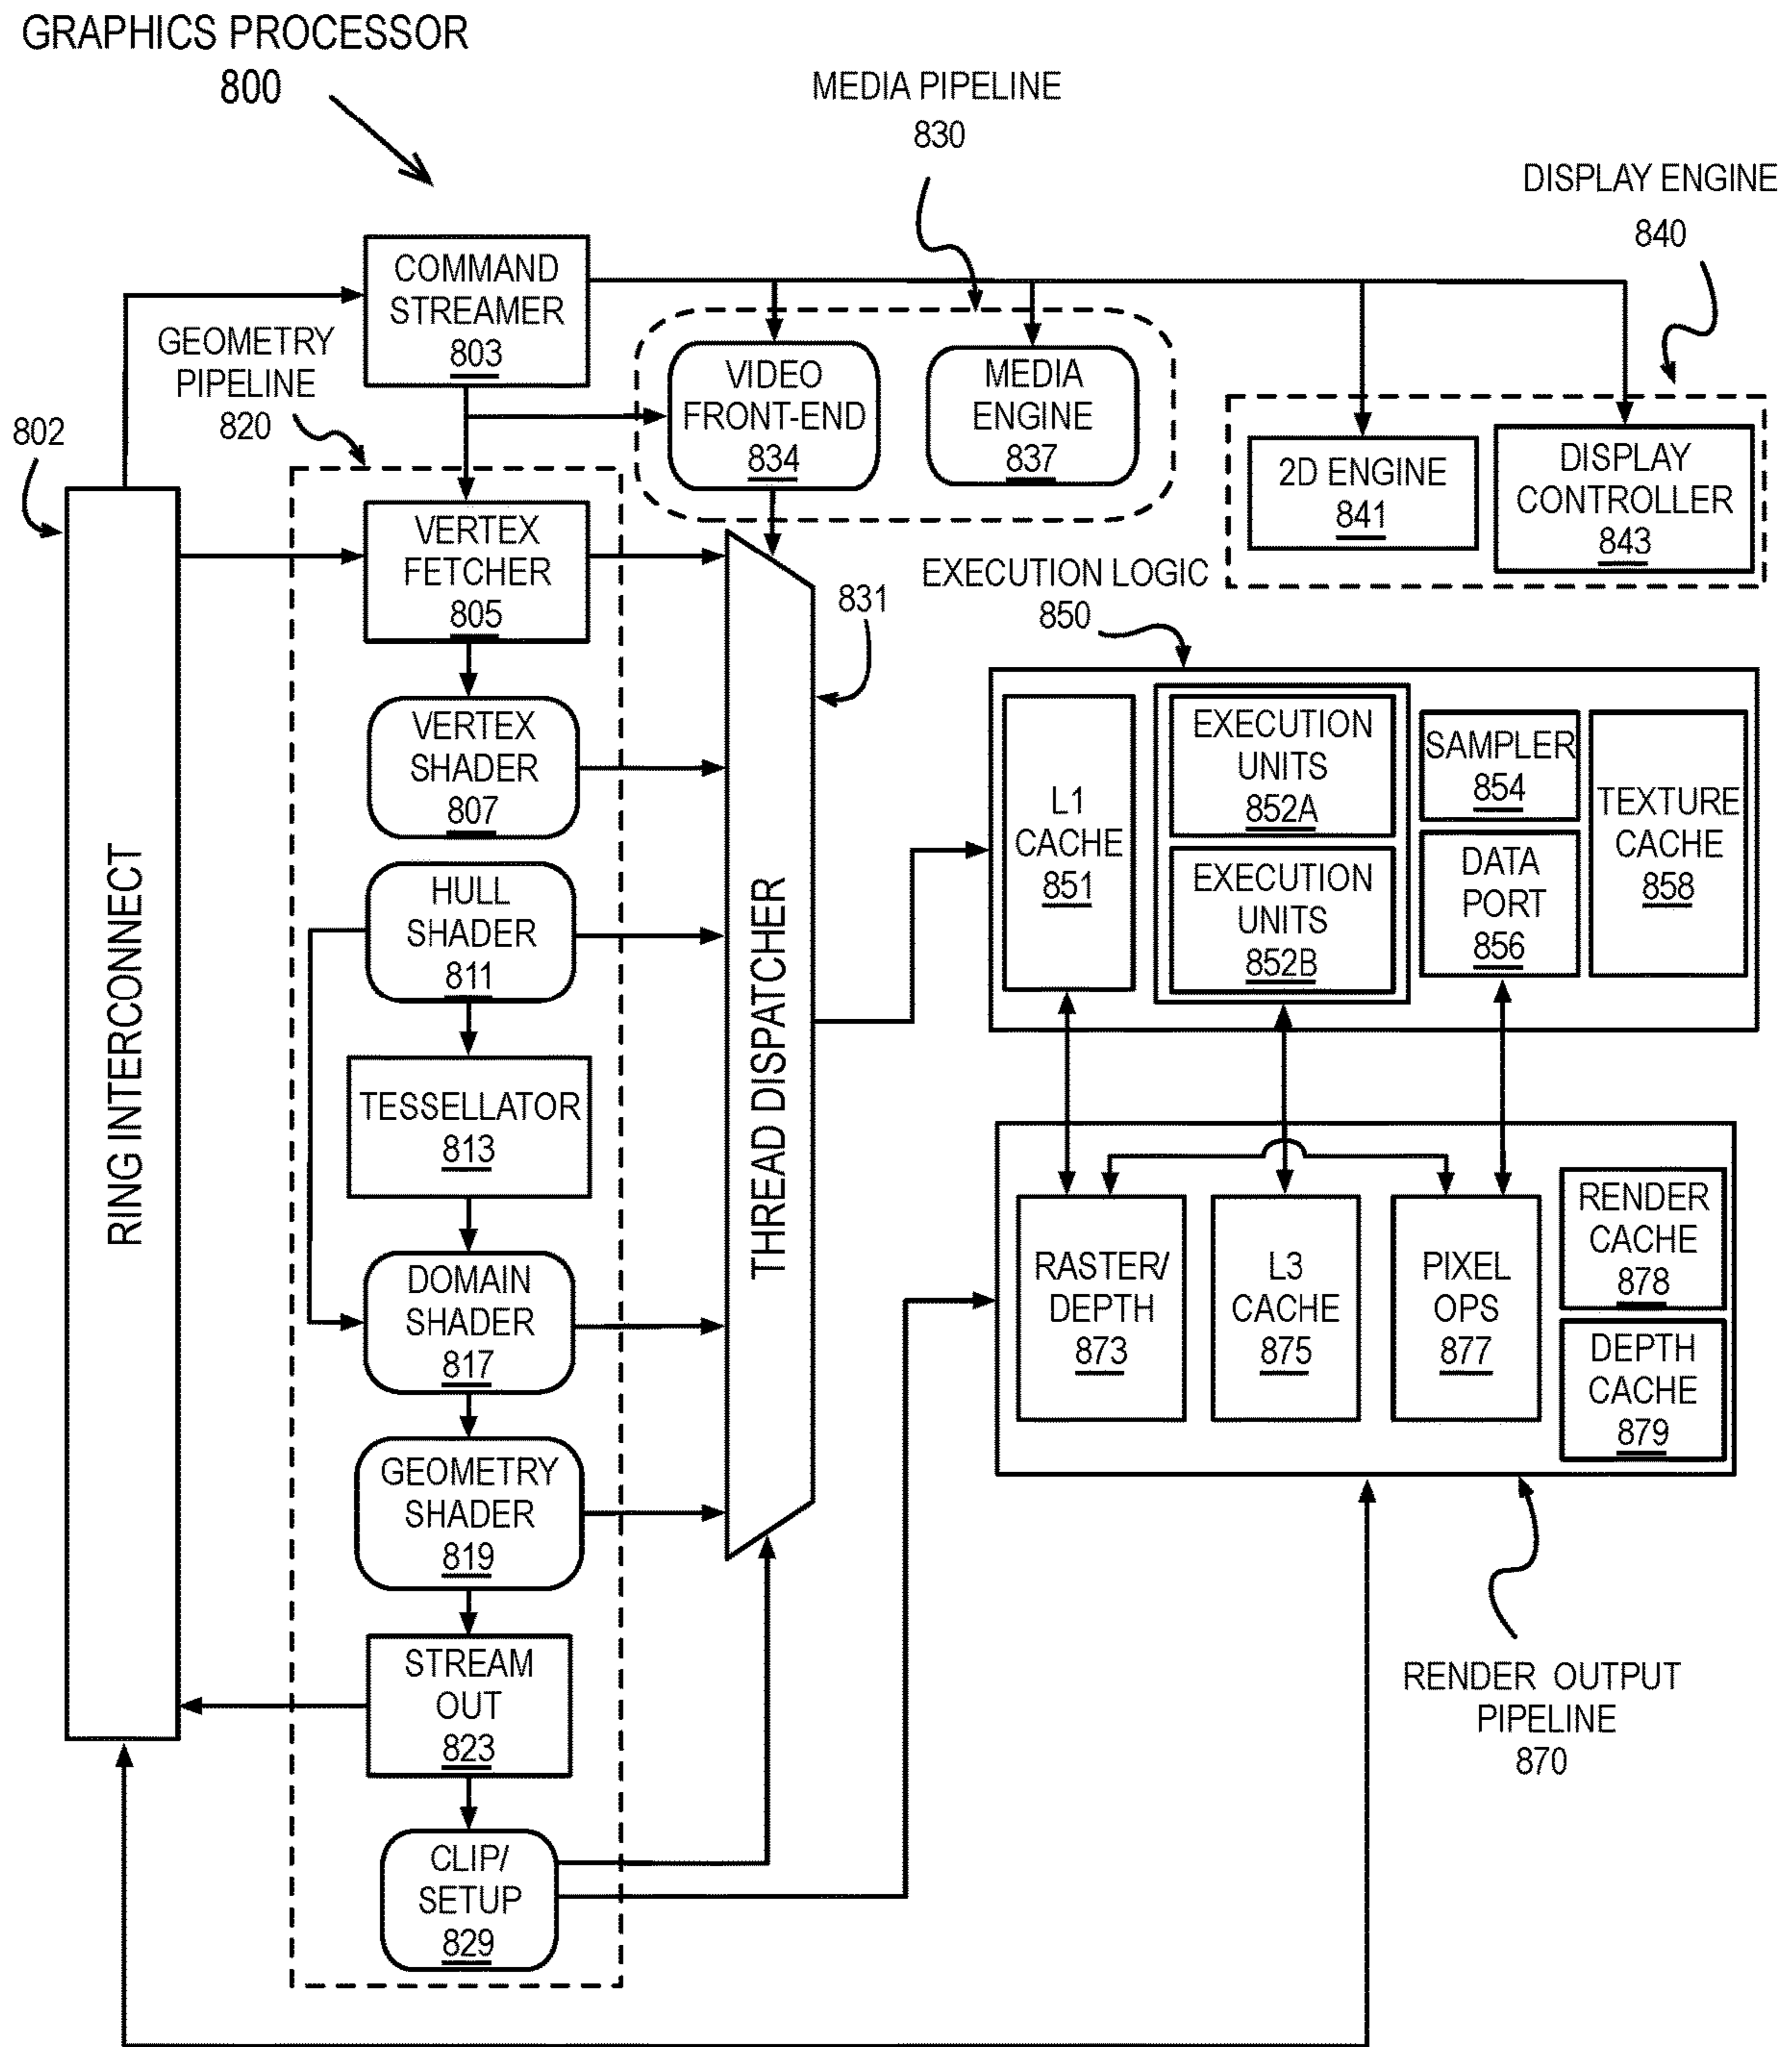 GRAPHICS PROCESSOR
800
MEDIA PIPELINE
830
DISPLAY ENGINE
840
COMMAND
STREAMER
803
GEOMETRY
PIPELINE
820
802
VIDEO
FRONT-END
834
MEDIA
ENGINE
837
2D ENGINE
841
DISPLAY
CONTROLLER
843
RING INTERCONNECT
VERTEX
FETCHER
805
VERTEX
SHADER
807
HULL
SHADER
811
TESSELLATOR
813
DOMAIN
SHADER
817
GEOMETRY
SHADER
819
STREAM
OUT
823
CLIP/
SETUP
829
THREAD DISPATCHER
831
EXECUTION LOGIC
850
L1
CACHE
851
EXECUTION
UNITS
852A
EXECUTION
UNITS
852B
SAMPLER
854
DATA
PORT
856
TEXTURE
CACHE
858
RASTER/
DEPTH
873
L3
CACHE
875
PIXEL
OPS
877
RENDER
CACHE
878
DEPTH
CACHE
879
RENDER OUTPUT
PIPELINE
870